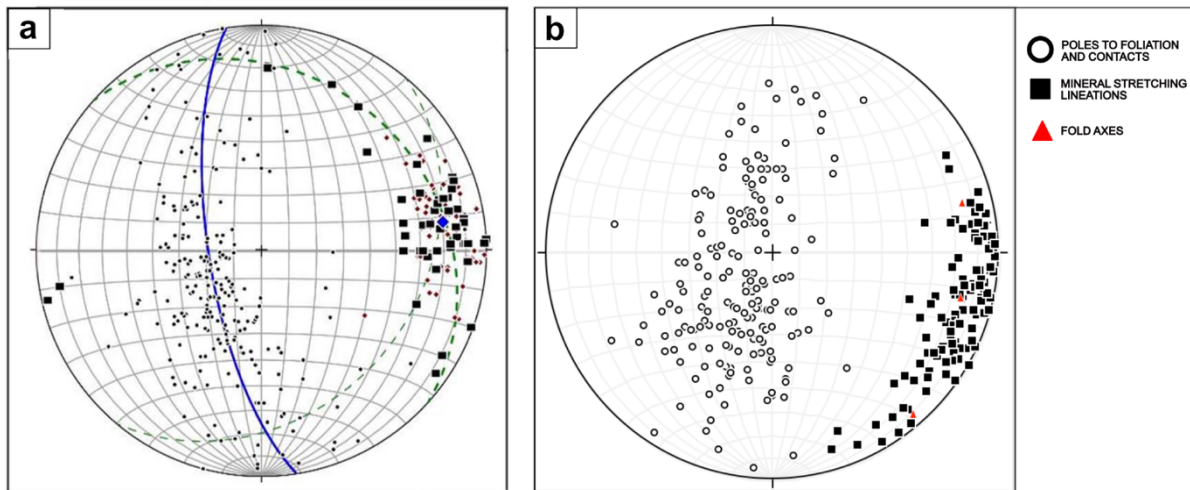 a
b
POLES TO FOLIATION
AND CONTACTS
MINERAL STRETCHING
LINEATIONS
FOLD AXES